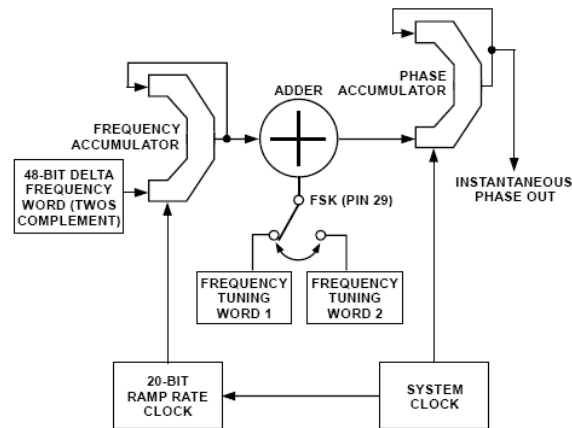 PHASE
ACCUMULATOR
ADDER
FREQUENCY
ACCUMULATOR
48-BIT DELTA
FREQUENCY
WORD (TWOS
COMPLEMENT)
INSTANTANEOUS
PHASE OUT
FSK (PIN 29)
FREQUENCY
TUNING
WORD 1
FREQUENCY
TUNING
WORD 2
20-BIT
RAMP RATE
CLOCK
SYSTEM
CLOCK